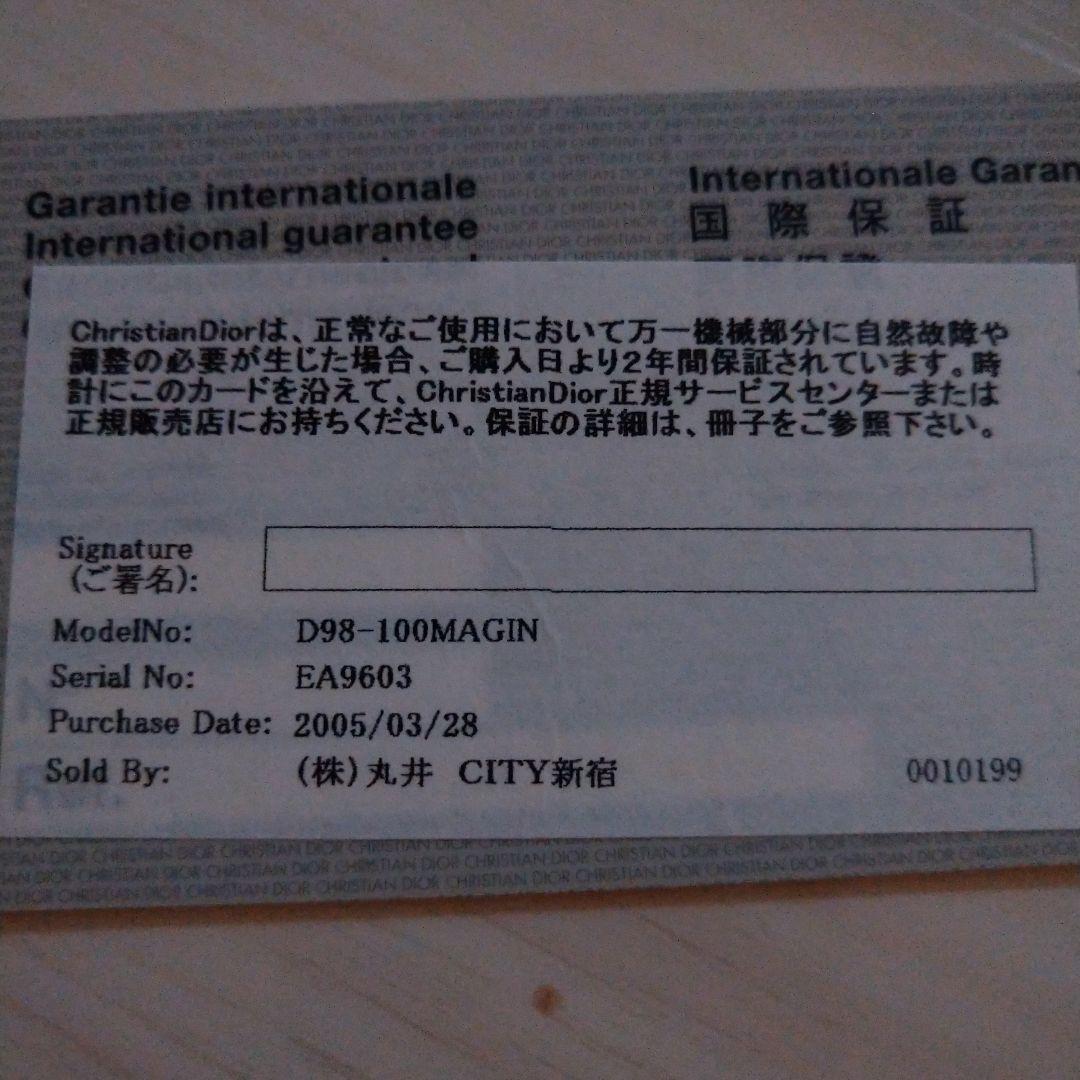 Garantie internationale
International guarantee
Internationale Garan
国際保証
ChristianDiorは、正常なご使用において万一機械部分に自然故障や
調整の必要が生じた場合、ご購入日より2年間保証されています。時
計にこのカードを沿えて、ChristianDior正規サービスセンターまたは
正規販売店にお持ちください。保証の詳細は、冊子をご参照下さい。
Signature
(ご署名):
ModelNo: D98-100MAGIN
Serial No: EA9603
Purchase Date: 2005/03/28
Sold By: (株)丸井 CITY新宿 0010199
CHRISTIAN DIOR CHRISTIAN DIOR CHRISTIAN DIOR CHRISTIAN DIOR